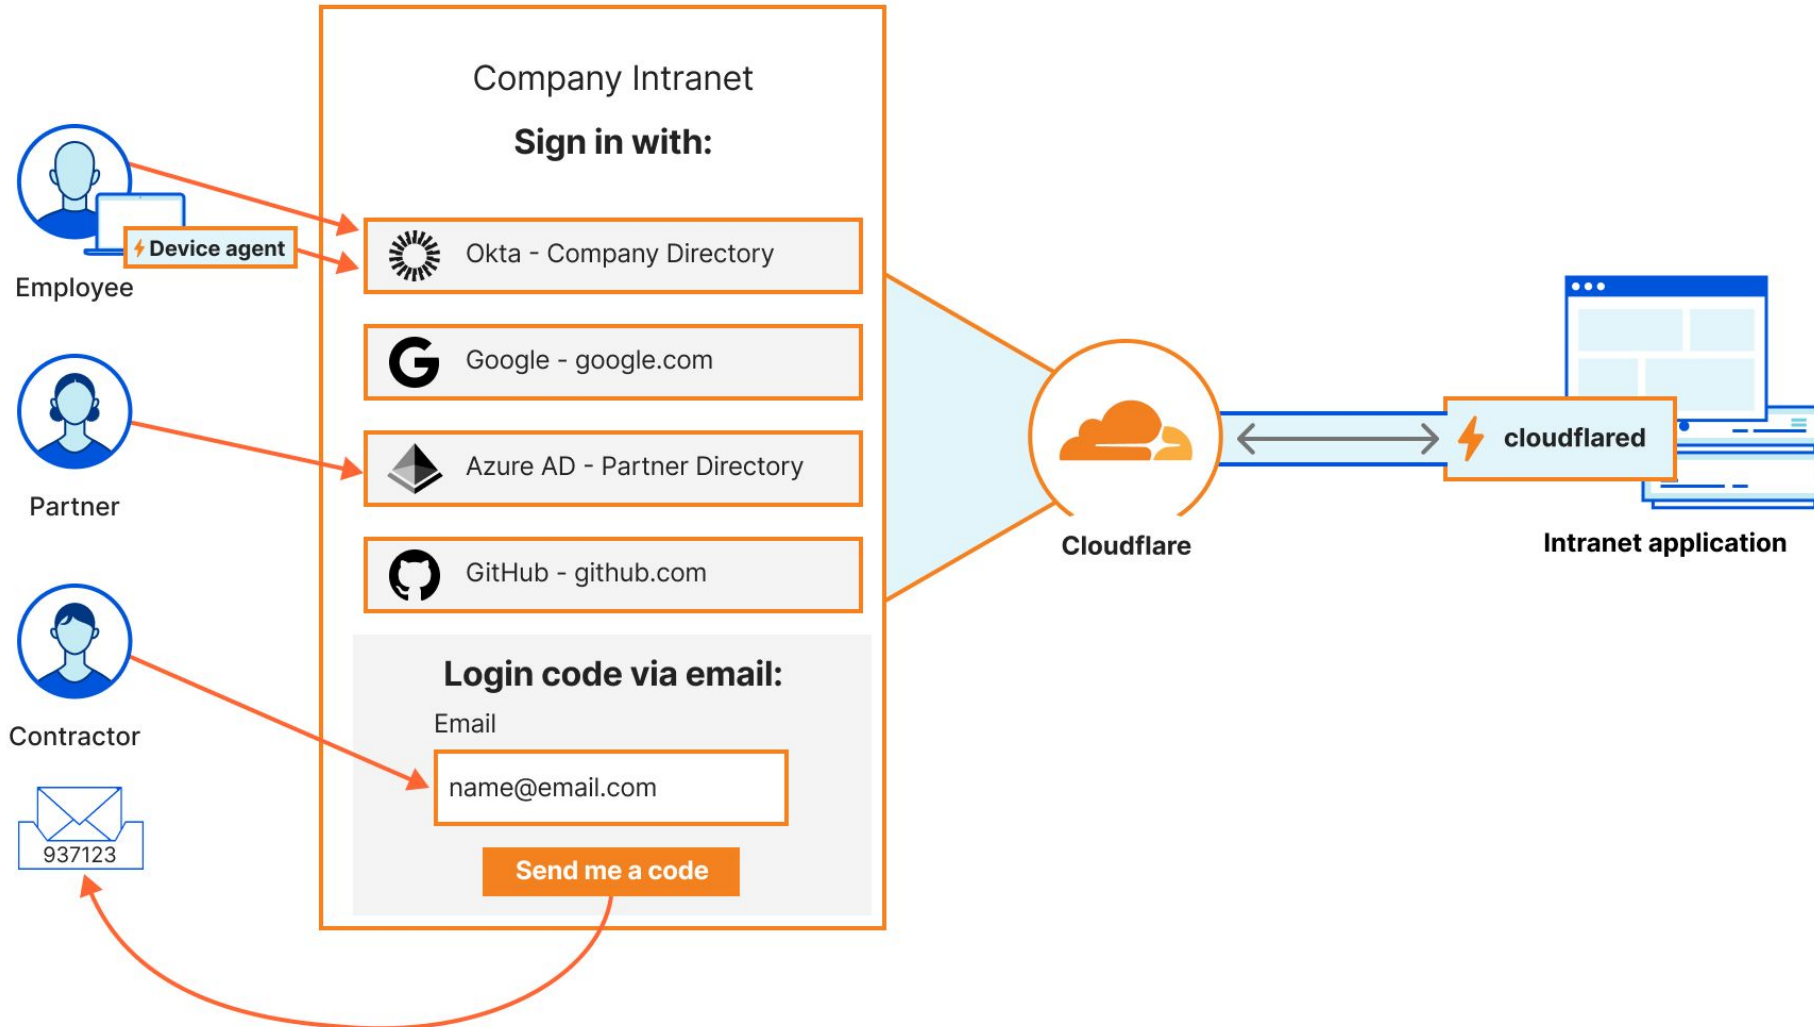 Company Intranet
Sign in with:
Okta - Company Directory
Google - google.com
Azure AD - Partner Directory
GitHub - github.com
Login code via email:
Email
name@email.com
Send me a code
Device agent
Employee
Partner
Contractor
937123
Cloudflare
cloudflared
Intranet application